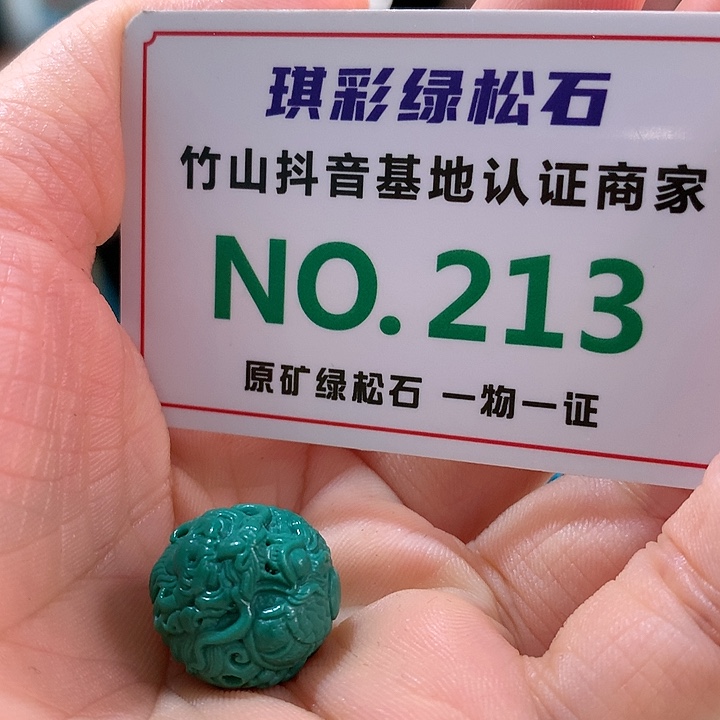 琪彩绿松石
竹山抖音基地认证商家
NO.213
原矿绿松石 一物一证